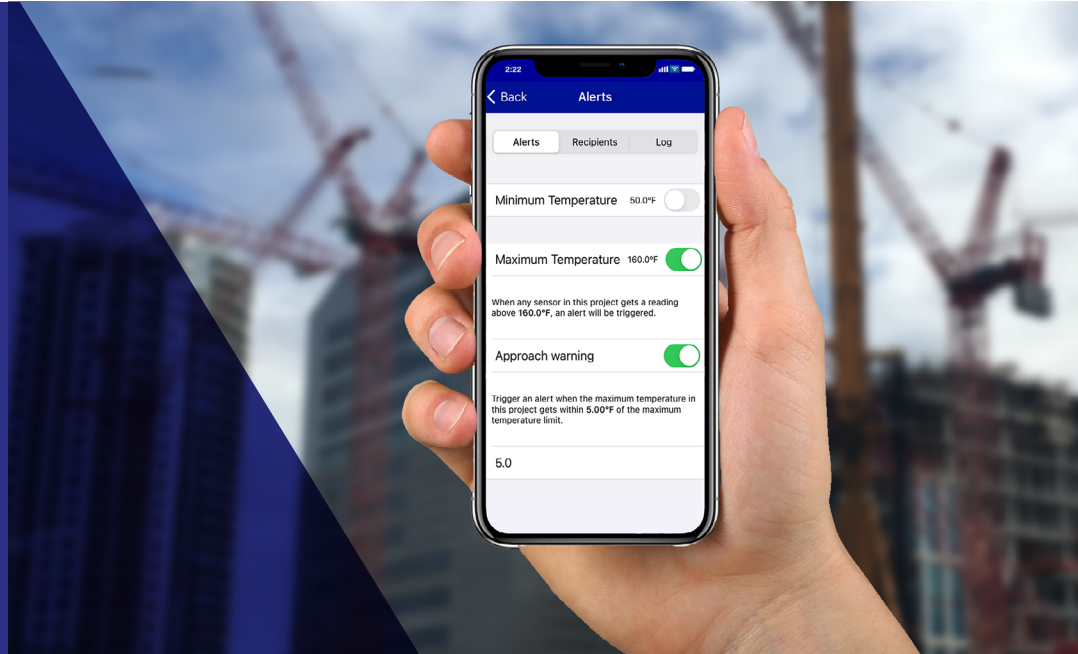 2:22
Back
Alerts
Alerts Recipients Log
Minimum Temperature 50.0°F
Maximum Temperature 160.0°F
When any sensor in this project gets a reading
above 160.0°F, an alert will be triggered.
Approach warning
Trigger an alert when the maximum temperature in
this project gets within 5.00°F of the maximum
temperature limit.
5.0